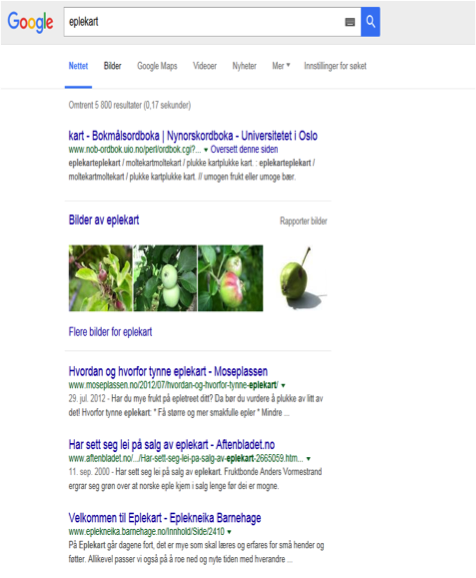 Google eplekart
Nettet Bilder Google Maps Videoer Nyheter Mer Innstillinger for søket
Omtrent 5 800 resultater (0,17 sekunder)
kart - Bokmålsordboka | Nynorskordboka - Universitetet i Oslo
www.nob-ordbok.uio.no/perl/ordbok.cgi?... Oversett denne siden
eplekarteplekart / moltekartmoltekart / plukke kartplukke kart. : eplekarteplekart /
moltekartmoltekart / plukke kartplukke kart. // umogen frukt eller umoge bær.
Bilder av eplekart Rapporter bilder
Flere bilder for eplekart
Hvordan og hvorfor tynne eplekart - Moseplassen
www.moseplassen.no/2012/07/hvordan-og-hvorfor-tynne-eplekart/
29. jul. 2012 - Har du mye frukt på epletreet ditt? Da bør du vurdere å plukke av litt av
det! Hvorfor tynne eplekart: * Få større og mer smakfulle epler * Mindre ...
Har sett seg lei på salg av eplekart - Aftenbladet.no
www.aftenbladet.no/.../Har-sett-seg-lei-pa-salg-av-eplekart-2665059.htm...
11. sep. 2000 - Har sett seg lei på salg av eplekart. Fruktbonde Anders Vormestrand
ergrar seg grøn over at norske eple kjem i salg lenge før dei er mogne.
Velkommen til Eplekart - Eplekneika Barnehage
www.eplekneika.barnehage.no/Innhold/Side/2410
På Eplekart går dagene fort, det er mye som skal læres og erfares for små hender og
føtter. Allikevel passer vi også på å roe ned og nyte tiden med hverandre ...